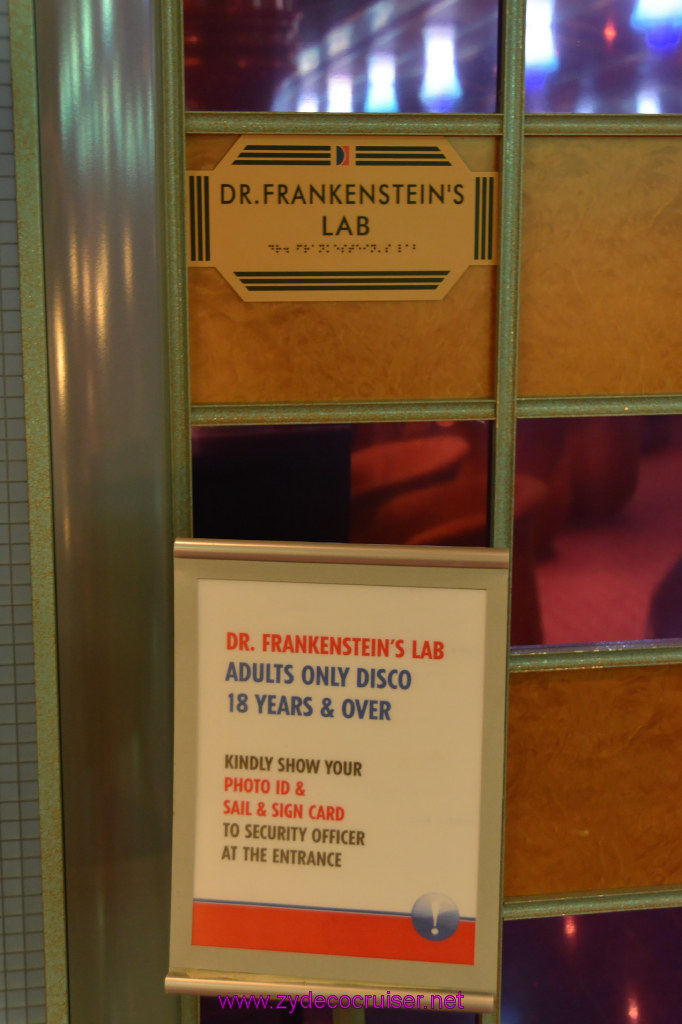 DR.FRANKENSTEIN'S
LAB
DR. FRANKENSTEIN'S LAB
ADULTS ONLY DISCO
18 YEARS & OVER
KINDLY SHOW YOUR
PHOTO ID &
SAIL & SIGN CARD
TO SECURITY OFFICER
AT THE ENTRANCE
www.zydecocruiser.net